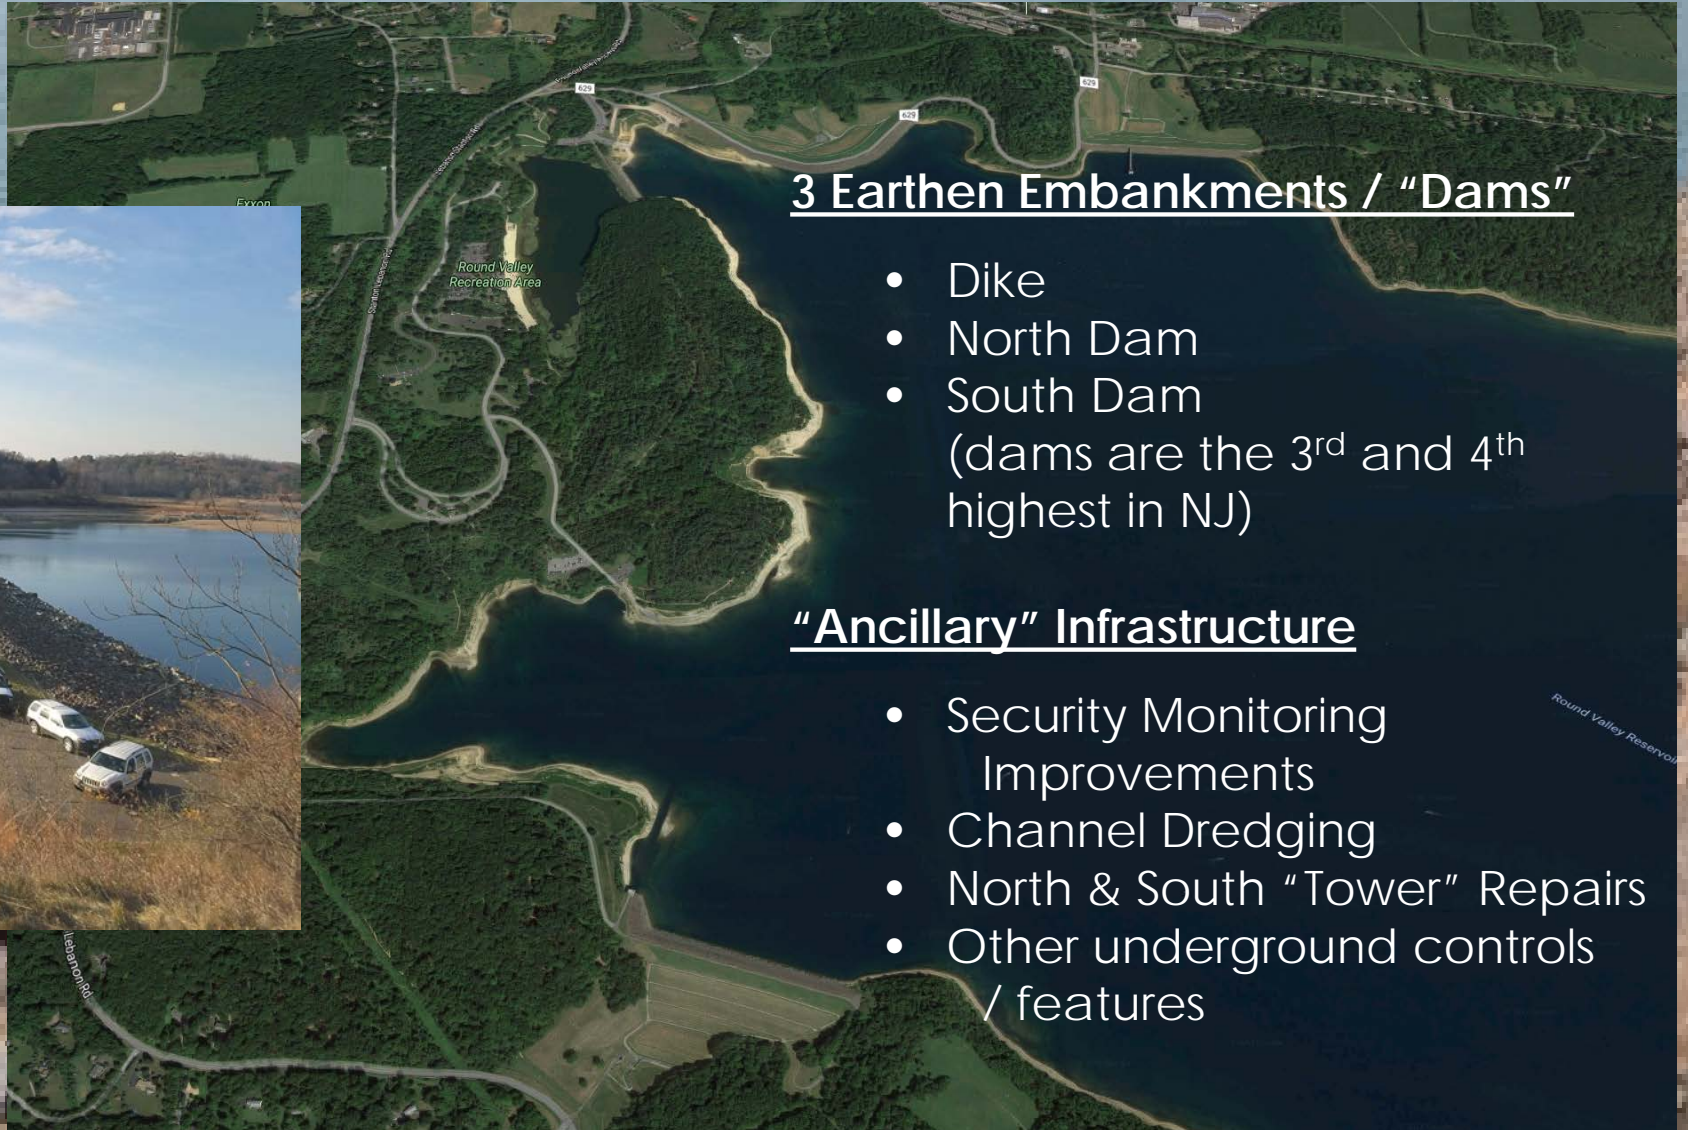 629
629
629
Exxon
Round Valley
Recreation Area
3 Earthen Embankments / “Dams”
• Dike
• North Dam
• South Dam
(dams are the 3rd and 4th
highest in NJ)
“Ancillary” Infrastructure
• Security Monitoring
Improvements
• Channel Dredging
• North & South “Tower” Repairs
• Other underground controls
/ features
Round Valley Reservoir
Lebanon Rd